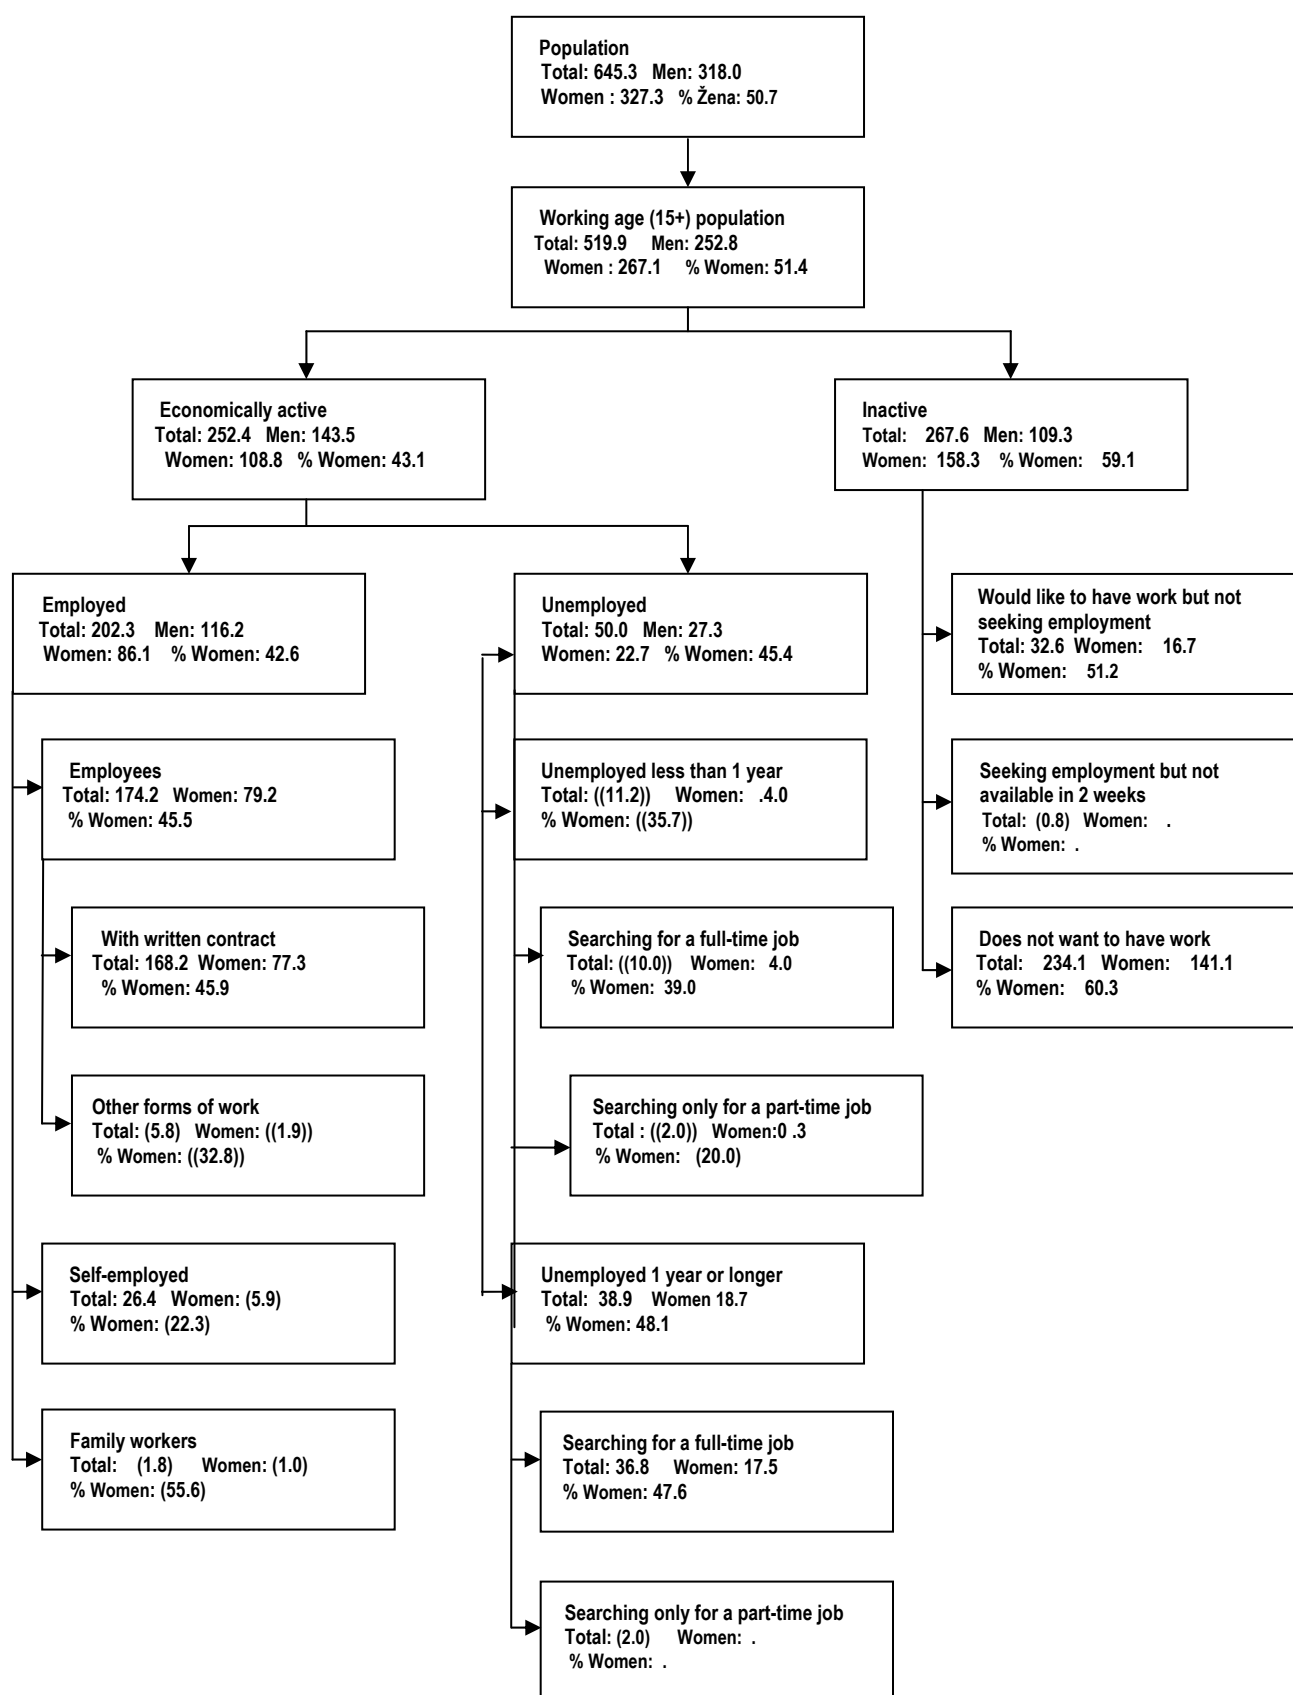 Population
Total: 645.3 Men: 318.0
Women : 327.3 % Žena: 50.7
Working age (15+) population
Total: 519.9 Men: 252.8
Women : 267.1 % Women: 51.4
Economically active
Total: 252.4 Men: 143.5
Women: 108.8 % Women: 43.1
Inactive
Total: 267.6 Men: 109.3
Women: 158.3 % Women: 59.1
Employed
Total: 202.3 Men: 116.2
Women: 86.1 % Women: 42.6
Unemployed
Total: 50.0 Men: 27.3
Women: 22.7 % Women: 45.4
Would like to have work but not
seeking employment
Total: 32.6 Women: 16.7
% Women: 51.2
Employees
Total: 174.2 Women: 79.2
% Women: 45.5
Unemployed less than 1 year
Total: ((11.2)) Women: .4.0
% Women: ((35.7))
Seeking employment but not
available in 2 weeks
Total: (0.8) Women: .
% Women: .
With written contract
Total: 168.2 Women: 77.3
% Women: 45.9
Searching for a full-time job
Total: ((10.0)) Women: 4.0
% Women: 39.0
Does not want to have work
Total: 234.1 Women: 141.1
% Women: 60.3
Other forms of work
Total: (5.8) Women: ((1.9))
% Women: ((32.8))
Searching only for a part-time job
Total : ((2.0)) Women:0 .3
% Women: (20.0)
Self-employed
Total: 26.4 Women: (5.9)
% Women: (22.3)
Unemployed 1 year or longer
Total: 38.9 Women 18.7
% Women: 48.1
Family workers
Total: (1.8) Women: (1.0)
% Women: (55.6)
Searching for a full-time job
Total: 36.8 Women: 17.5
% Women: 47.6
Searching only for a part-time job
Total: (2.0) Women: .
% Women: .